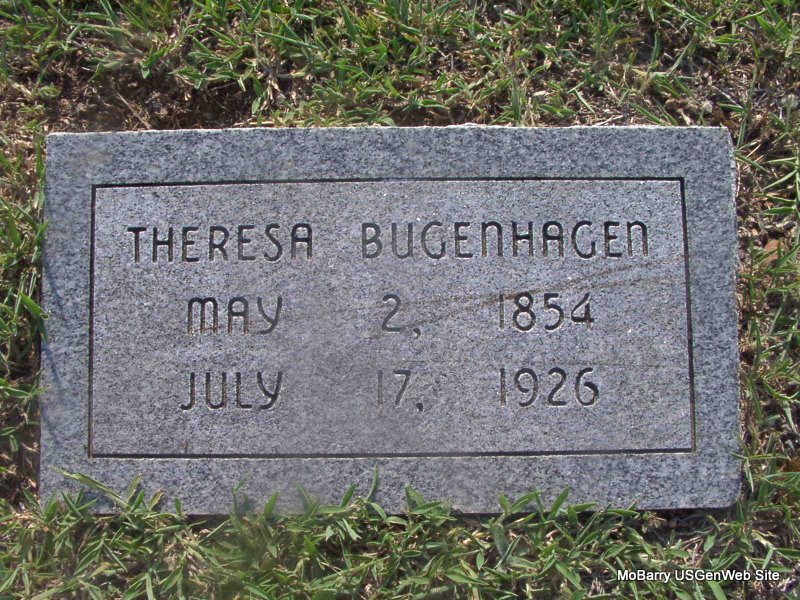 THERESA BUGENHAGEN
MAY 2, 1854
JULY 17, 1926
MoBarry USGenWeb Site